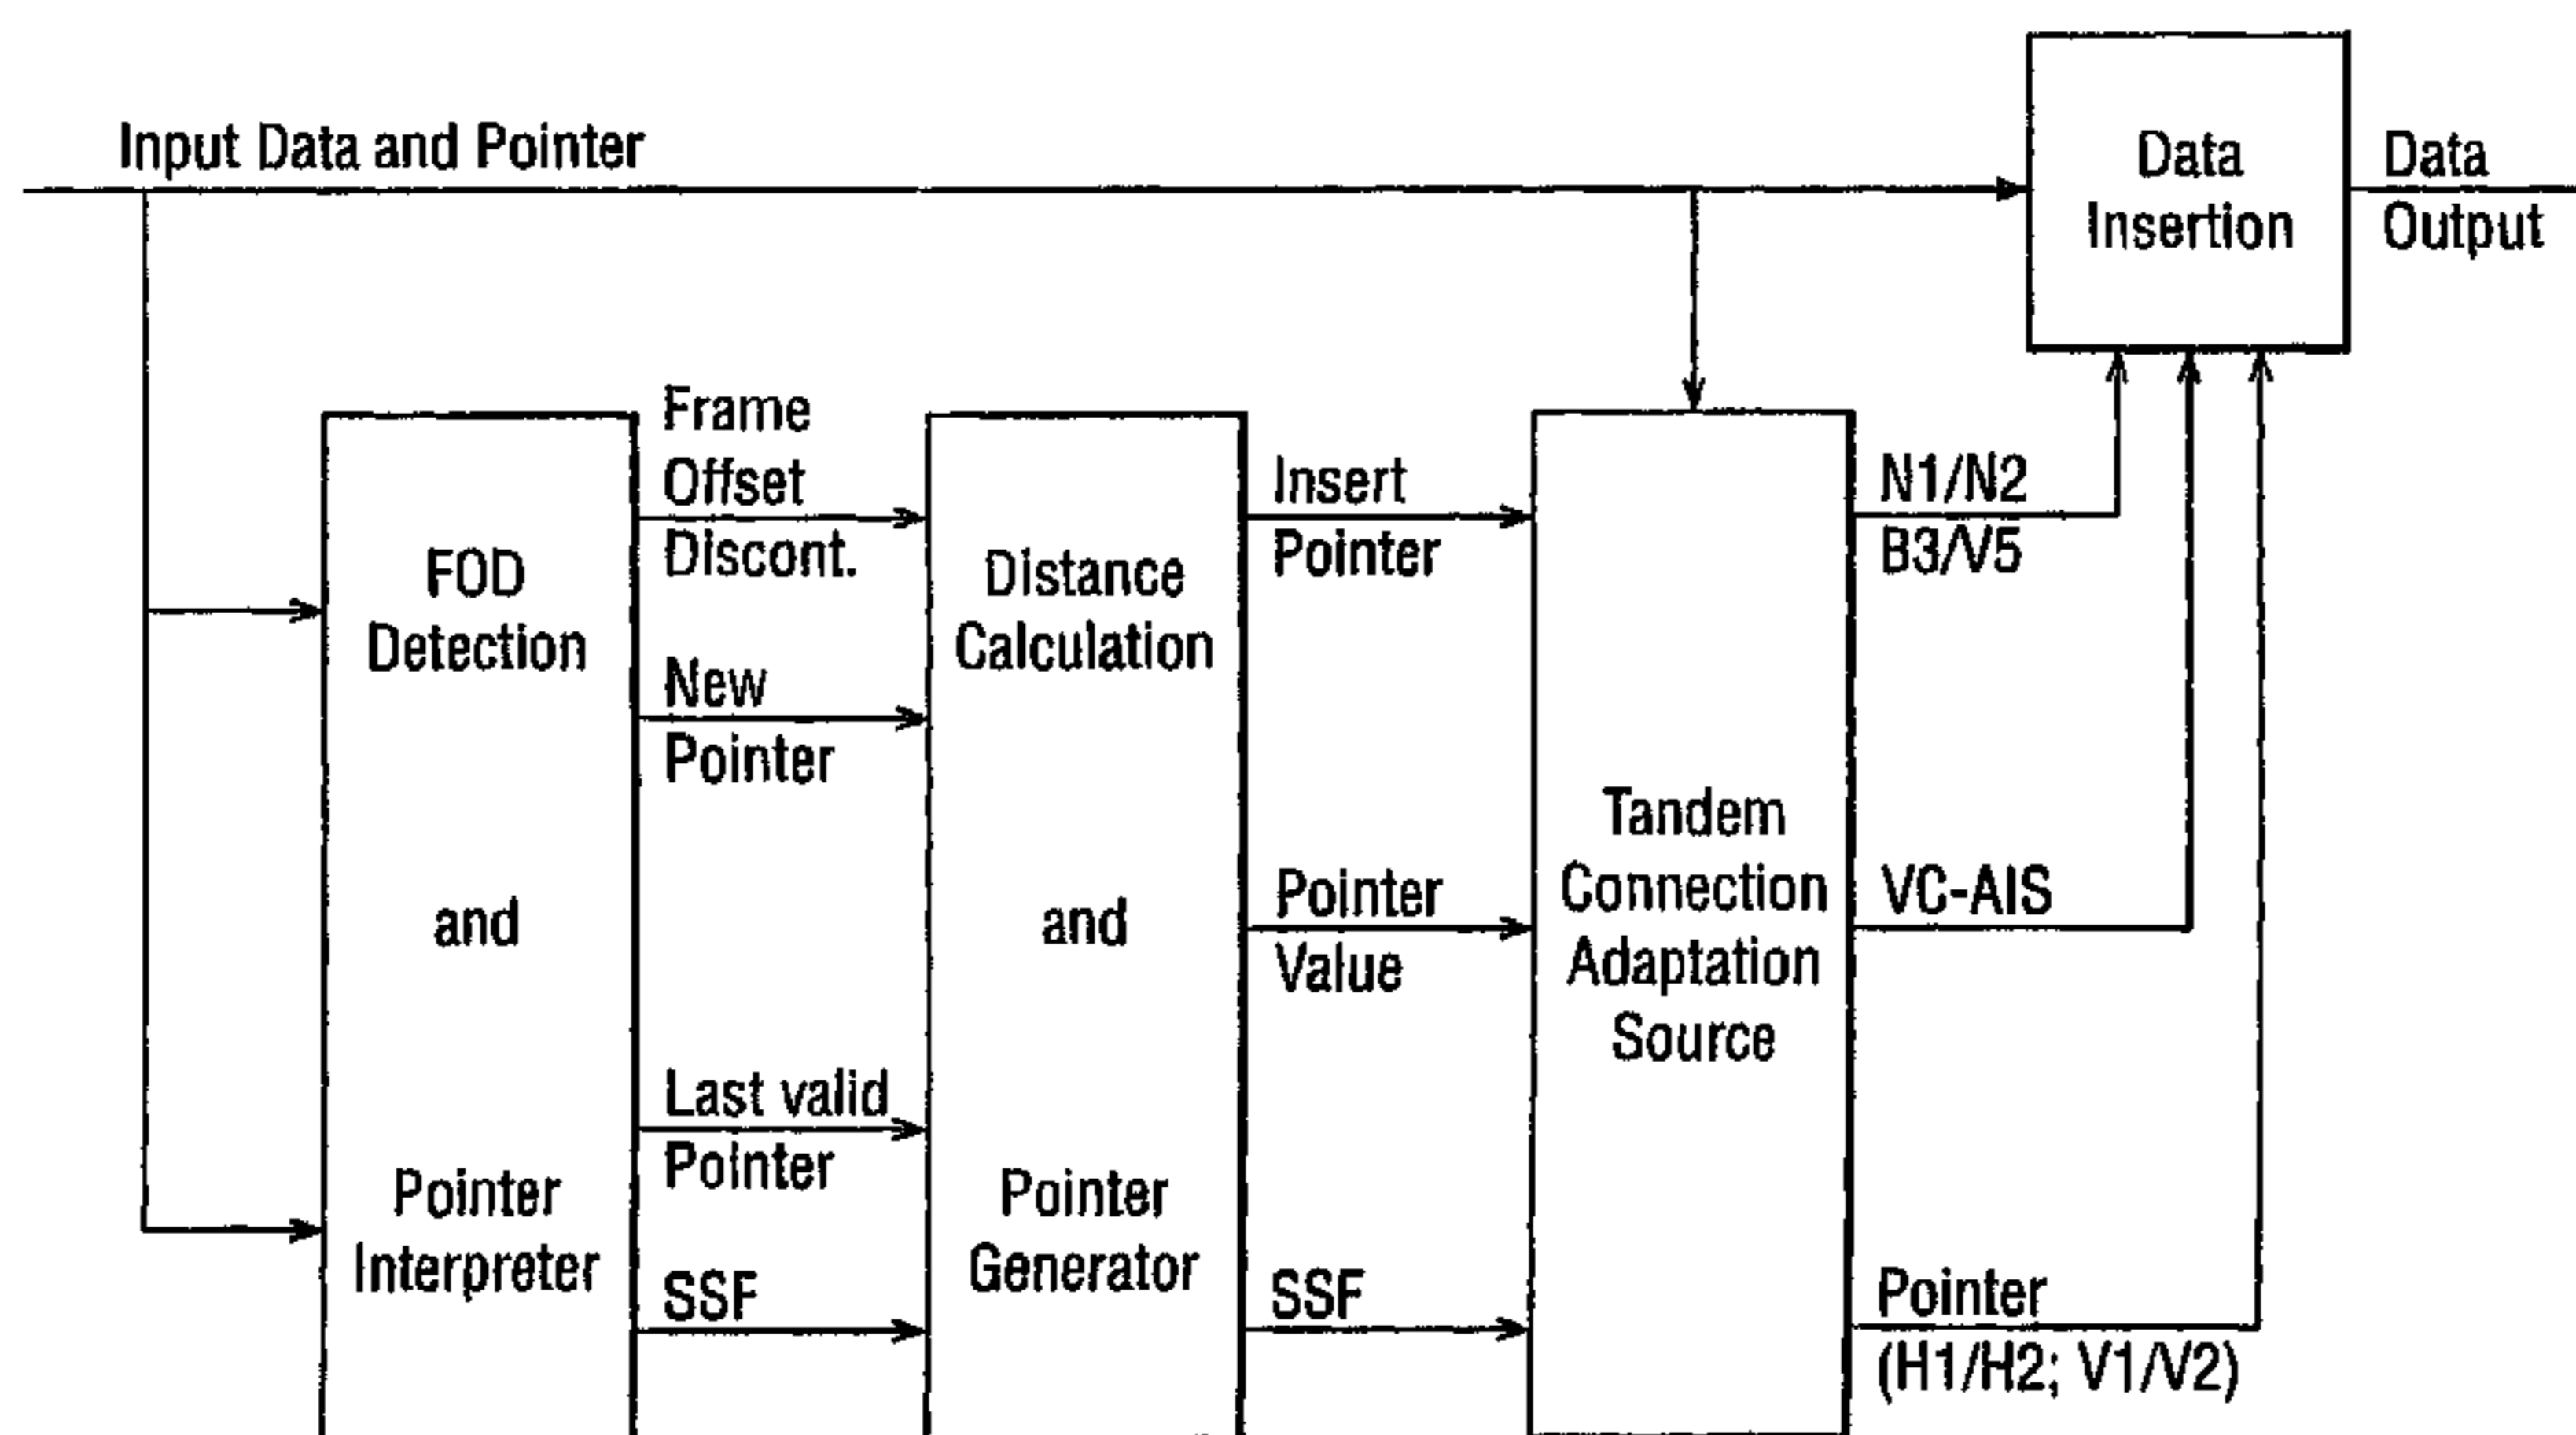 Input Data and Pointer
Data
Insertion
Data
Output
FOD
Detection
and
Pointer
Interpreter
Frame
Offset
Discont.
New
Pointer
Last valid
Pointer
SSF
Distance
Calculation
and
Pointer
Generator
Insert
Pointer
Pointer
Value
SSF
Tandem
Connection
Adaptation
Source
N1/N2
B3/V5
VC-AIS
Pointer
(H1/H2; V1/V2)